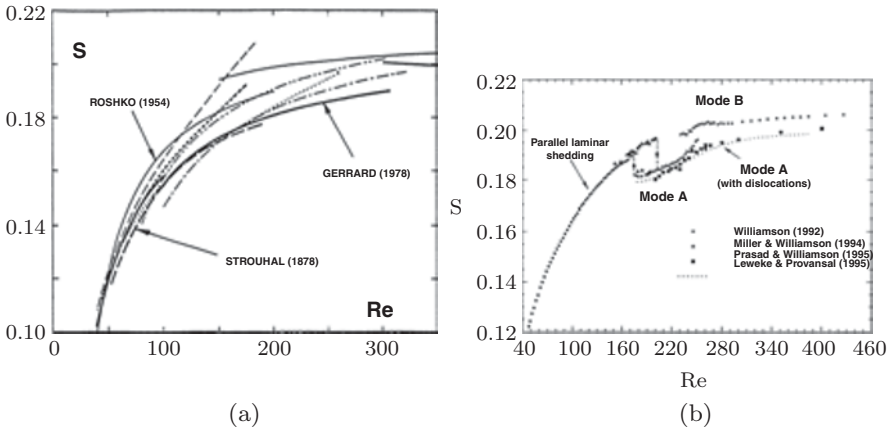 0.22
S
ROSHKO (1954)
0.18
GERRARD (1978)
0.14
STROUHAL (1878)
Re
0.10
0 100 200 300
(a)
0.22
Mode B
0.20
Parallel laminar
shedding
Mode A
(with dislocations)
0.18
Mode A
S
0.16
Williamson (1992)
Miller & Williamson (1994)
Prasad & Williamson (1995)
Leweke & Provansal (1995)
0.14
0.12
40 100 160 220 280 340 400 460
Re
(b)